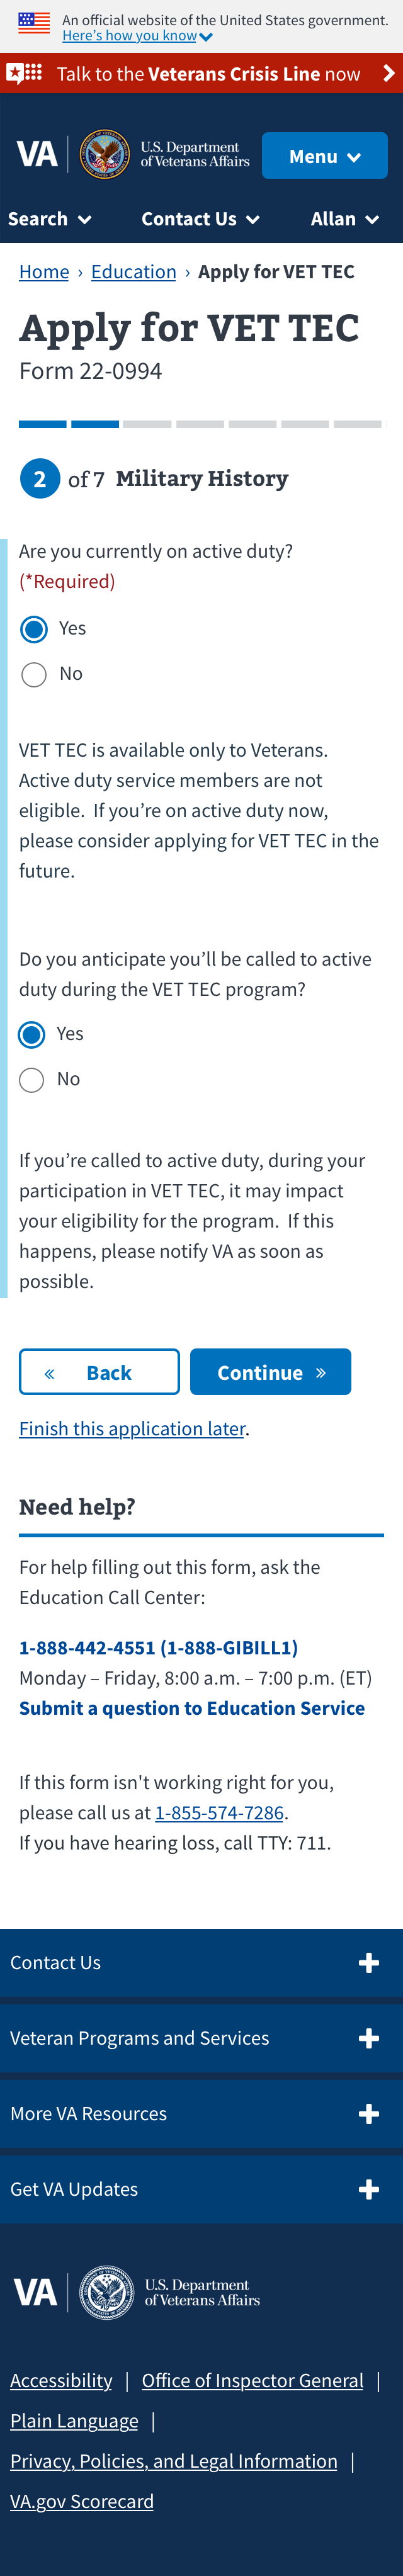 An official website of the United States government.
Here's how you know
Talk to the Veterans Crisis Line now
VA
U.S. Department
of Veterans Affairs
Menu
Search
Contact Us
Allan
Home › Education › Apply for VET TEC
Apply for VET TEC
Form 22-0994
2 of 7 Military History
Are you currently on active duty?
(*Required)
Yes
No
VET TEC is available only to Veterans.
Active duty service members are not
eligible.  If you’re on active duty now,
please consider applying for VET TEC in the
future.
Do you anticipate you’ll be called to active
duty during the VET TEC program?
Yes
No
If you’re called to active duty, during your
participation in VET TEC, it may impact
your eligibility for the program.  If this
happens, please notify VA as soon as
possible.
« Back
Continue »
Finish this application later.
Need help?
For help filling out this form, ask the
Education Call Center:
1-888-442-4551 (1-888-GIBILL1)
Monday – Friday, 8:00 a.m. – 7:00 p.m. (ET)
Submit a question to Education Service
If this form isn't working right for you,
please call us at 1-855-574-7286.
If you have hearing loss, call TTY: 711.
Contact Us
Veteran Programs and Services
More VA Resources
Get VA Updates
VA
U.S. Department
of Veterans Affairs
Accessibility | Office of Inspector General |
Plain Language |
Privacy, Policies, and Legal Information |
VA.gov Scorecard